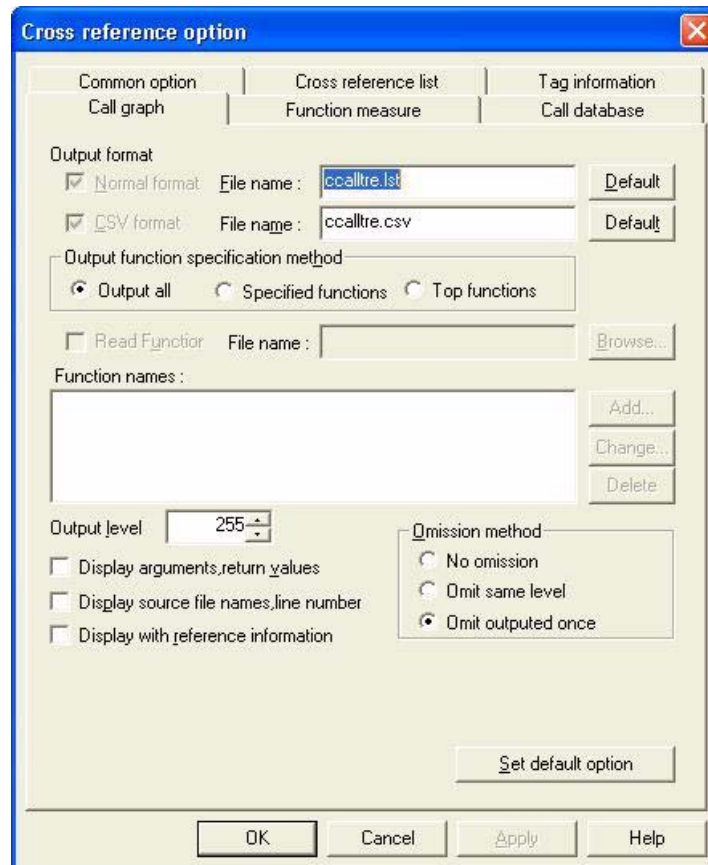 Cross reference option
Common option Cross reference list Tag information
Call graph Function measure Call database
Output format
Normal format File name : ccalltre.lst Default
CSV format File name : ccalltre.csv Default
Output function specification method
Output all Specified functions Top functions
Read Function File name : Browse...
Function names :
Add...
Change...
Delete
Output level 255
Omission method
No omission
Omit same level
Omit outputed once
Display arguments,return values
Display source file names,line number
Display with reference information
Set default option
OK Cancel Apply Help